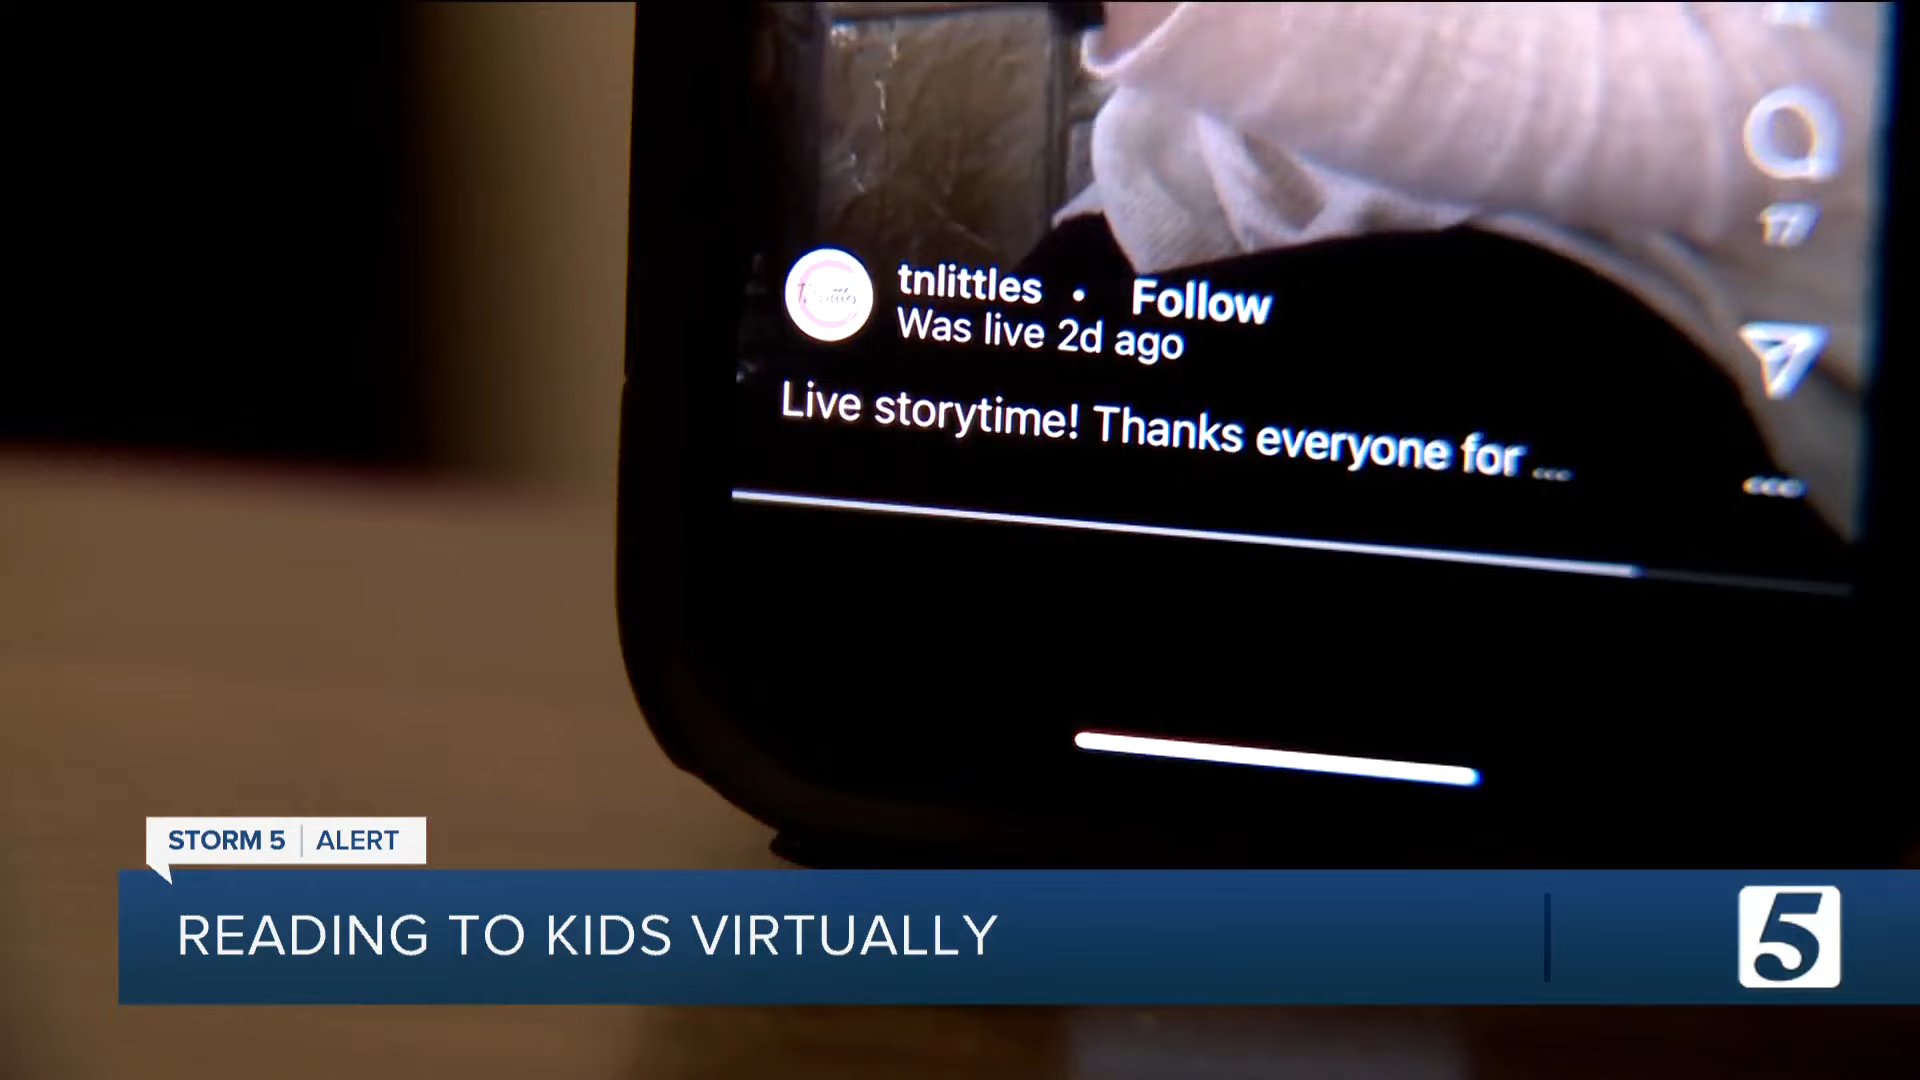 17
tnlittles • Follow
Was live 2d ago
Live storytime! Thanks everyone for ...
STORM 5 | ALERT
READING TO KIDS VIRTUALLY
5